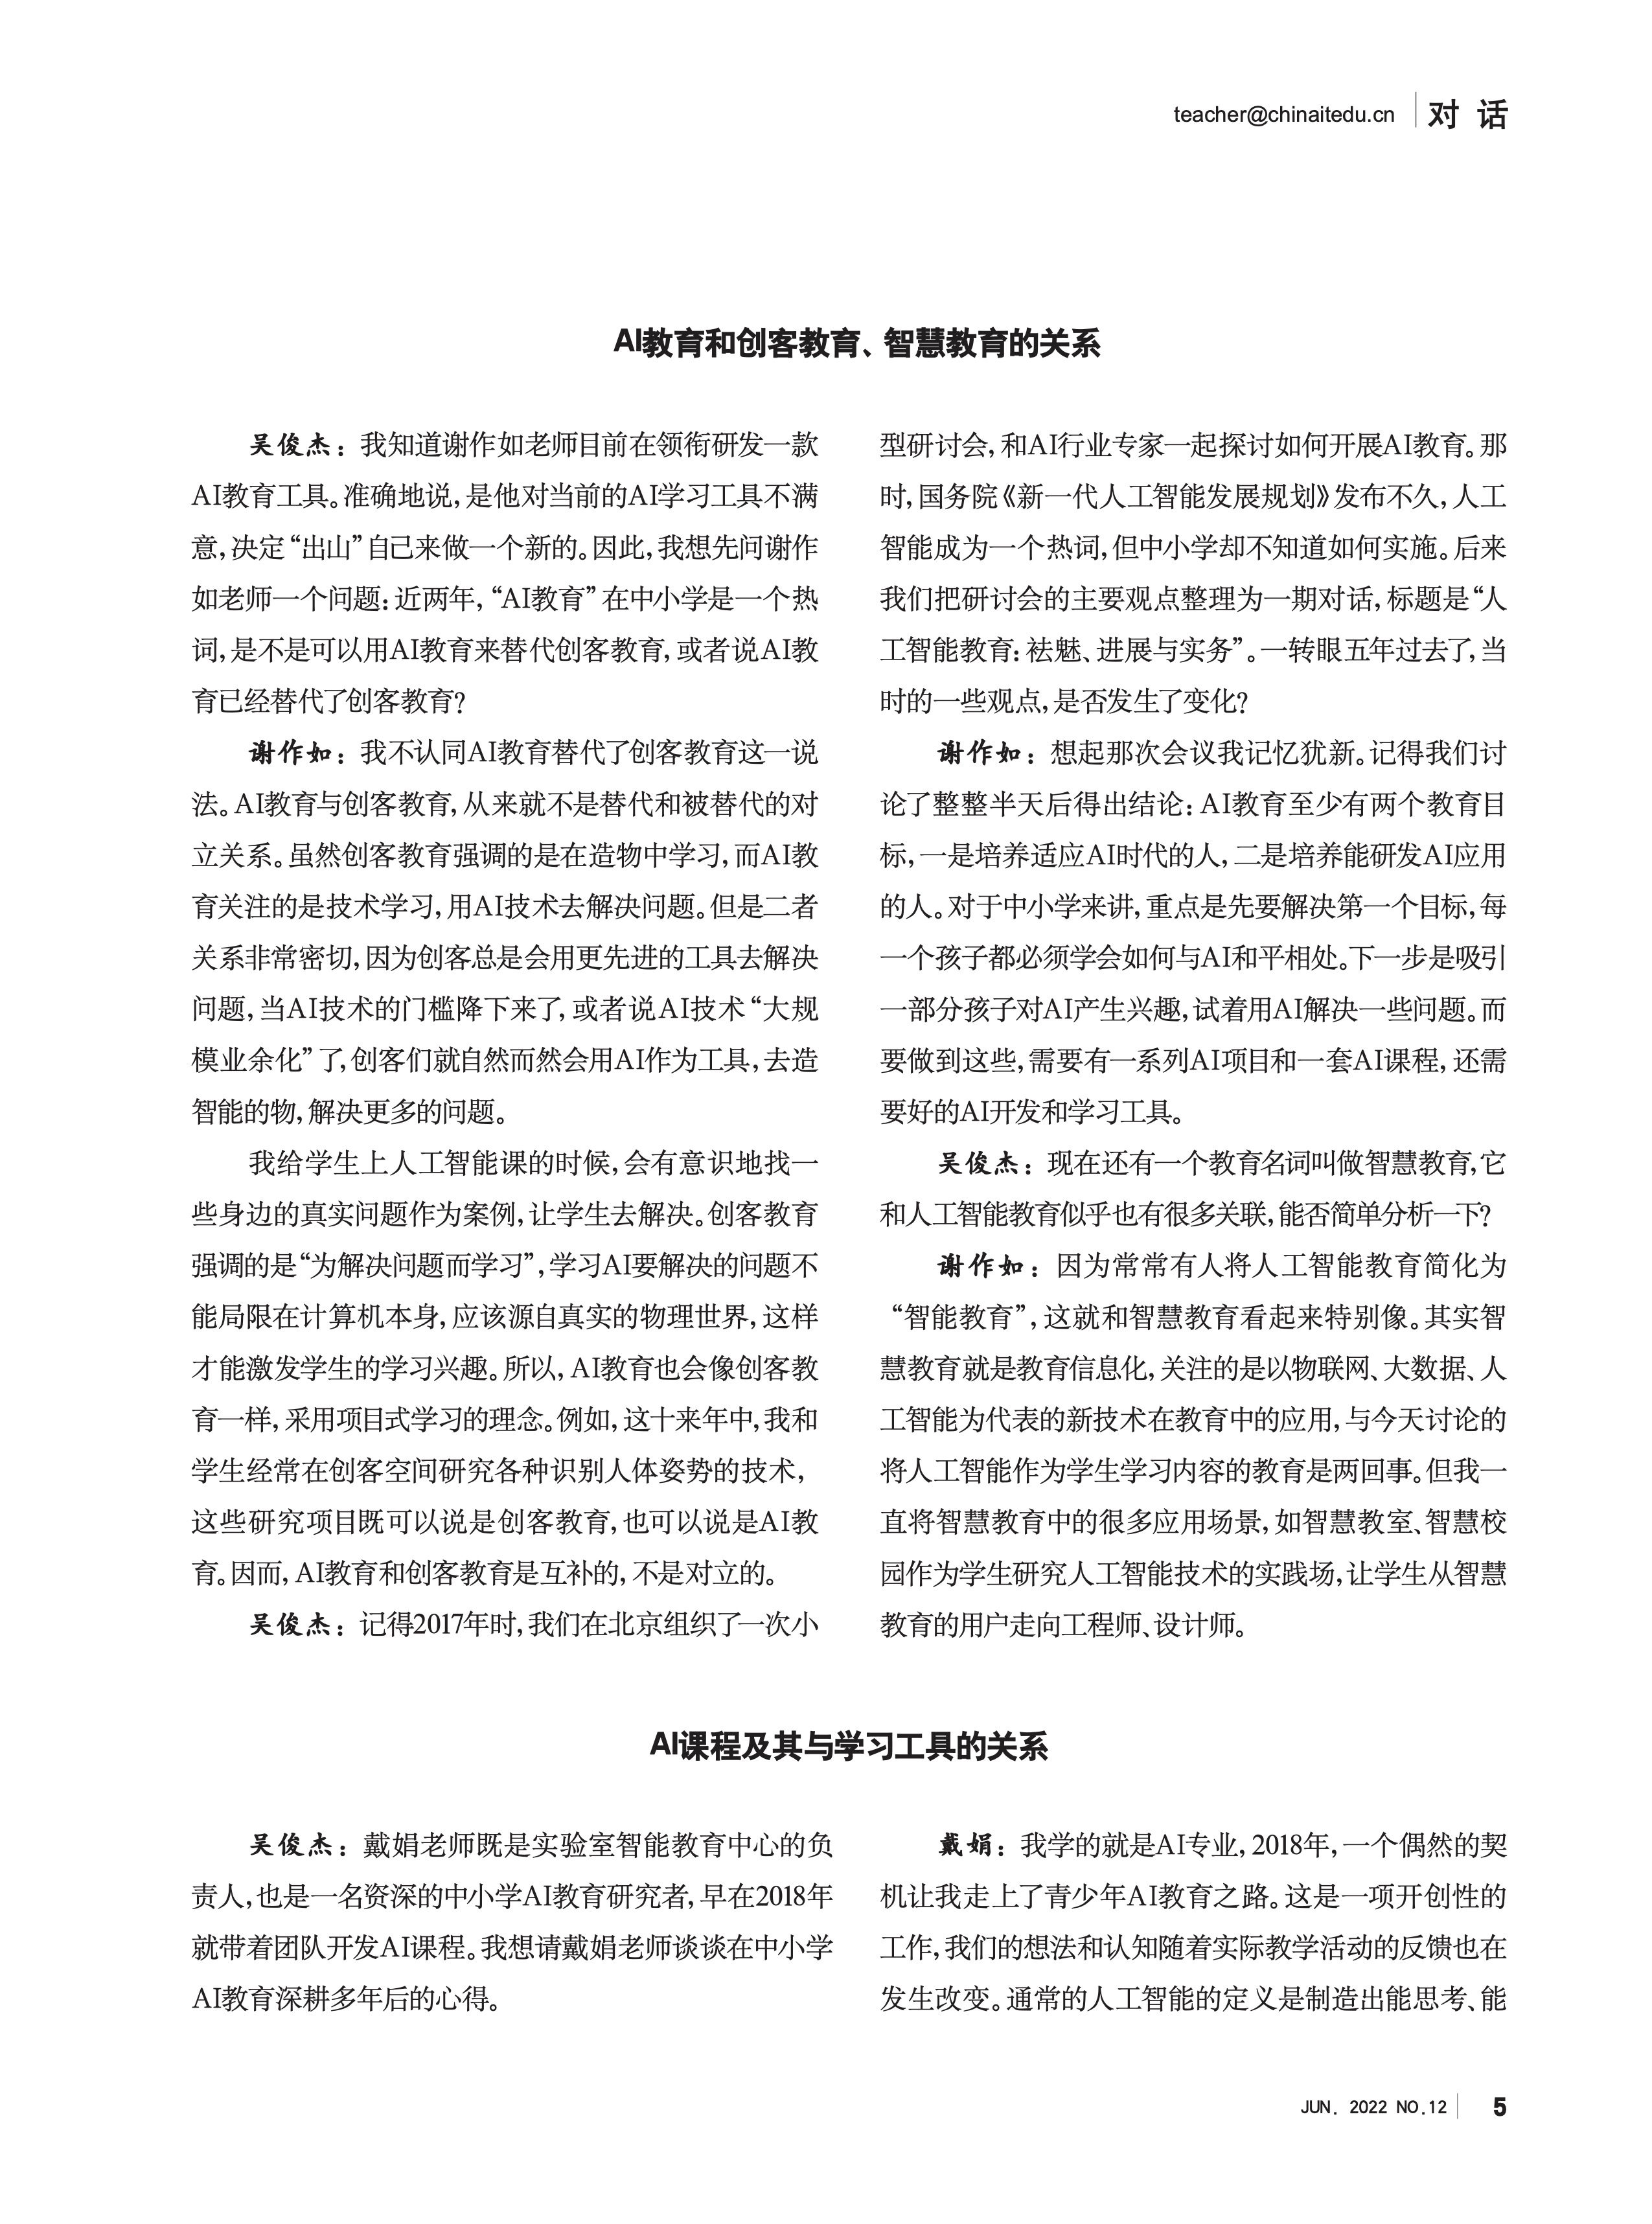 teacher@chinaitedu.cn 对 话
AI教育和创客教育、智慧教育的关系
吴俊杰：我知道谢作如老师目前在领衔研发一款
AI教育工具。准确地说，是他对当前的AI学习工具不满
意，决定“出山”自己来做一个新的。因此，我想先问谢作
如老师一个问题：近两年，“AI教育”在中小学是一个热
词，是不是可以用AI教育来替代创客教育，或者说AI教
育已经替代了创客教育？
谢作如：我不认同AI教育替代了创客教育这一说
法。AI教育与创客教育，从来就不是替代和被替代的对
立关系。虽然创客教育强调的是在造物中学习，而AI教
育关注的是技术学习，用AI技术去解决问题。但是二者
关系非常密切，因为创客总是会用更先进的工具去解决
问题，当AI技术的门槛降下来了，或者说AI技术“大规
模业余化”了，创客们就自然而然会用AI作为工具，去造
智能的物，解决更多的问题。
我给学生上人工智能课的时候，会有意识地找一
些身边的真实问题作为案例，让学生去解决。创客教育
强调的是“为解决问题而学习”，学习AI要解决的问题不
能局限在计算机本身，应该源自真实的物理世界，这样
才能激发学生的学习兴趣。所以，AI教育也会像创客教
育一样，采用项目式学习的理念。例如，这十来年中，我和
学生经常在创客空间研究各种识别人体姿势的技术，
这些研究项目既可以说是创客教育，也可以说是AI教
育。因而，AI教育和创客教育是互补的，不是对立的。
吴俊杰：记得2017年时，我们在北京组织了一次小
型研讨会，和AI行业专家一起探讨如何开展AI教育。那
时，国务院《新一代人工智能发展规划》发布不久，人工
智能成为一个热词，但中小学却不知道如何实施。后来
我们把研讨会的主要观点整理为一期对话，标题是“人
工智能教育：祛魅、进展与实务”。一转眼五年过去了，当
时的一些观点，是否发生了变化？
谢作如：想起那次会议我记忆犹新。记得我们讨
论了整整半天后得出结论：AI教育至少有两个教育目
标，一是培养适应AI时代的人，二是培养能研发AI应用
的人。对于中小学来讲，重点是先要解决第一个目标，每
一个孩子都必须学会如何与AI和平相处。下一步是吸引
一部分孩子对AI产生兴趣，试着用AI解决一些问题。而
要做到这些，需要有一系列AI项目和一套AI课程，还需
要好的AI开发和学习工具。
吴俊杰：现在还有一个教育名词叫做智慧教育，它
和人工智能教育似乎也有很多关联，能否简单分析一下？
谢作如：因为常常有人将人工智能教育简化为
“智能教育”，这就和智慧教育看起来特别像。其实智
慧教育就是教育信息化，关注的是以物联网、大数据、人
工智能为代表的新技术在教育中的应用，与今天讨论的
将人工智能作为学生学习内容的教育是两回事。但我一
直将智慧教育中的很多应用场景，如智慧教室、智慧校
园作为学生研究人工智能技术的实践场，让学生从智慧
教育的用户走向工程师、设计师。
AI课程及其与学习工具的关系
吴俊杰：戴娟老师既是实验室智能教育中心的负
责人，也是一名资深的中小学AI教育研究者，早在2018年
就带着团队开发AI课程。我想请戴娟老师谈谈在中小学
AI教育深耕多年后的心得。
戴娟：我学的就是AI专业，2018年，一个偶然的契
机让我走上了青少年AI教育之路。这是一项开创性的
工作，我们的想法和认知随着实际教学活动的反馈也在
发生改变。通常的人工智能的定义是制造出能思考、能
JUN. 2022 NO.12 5